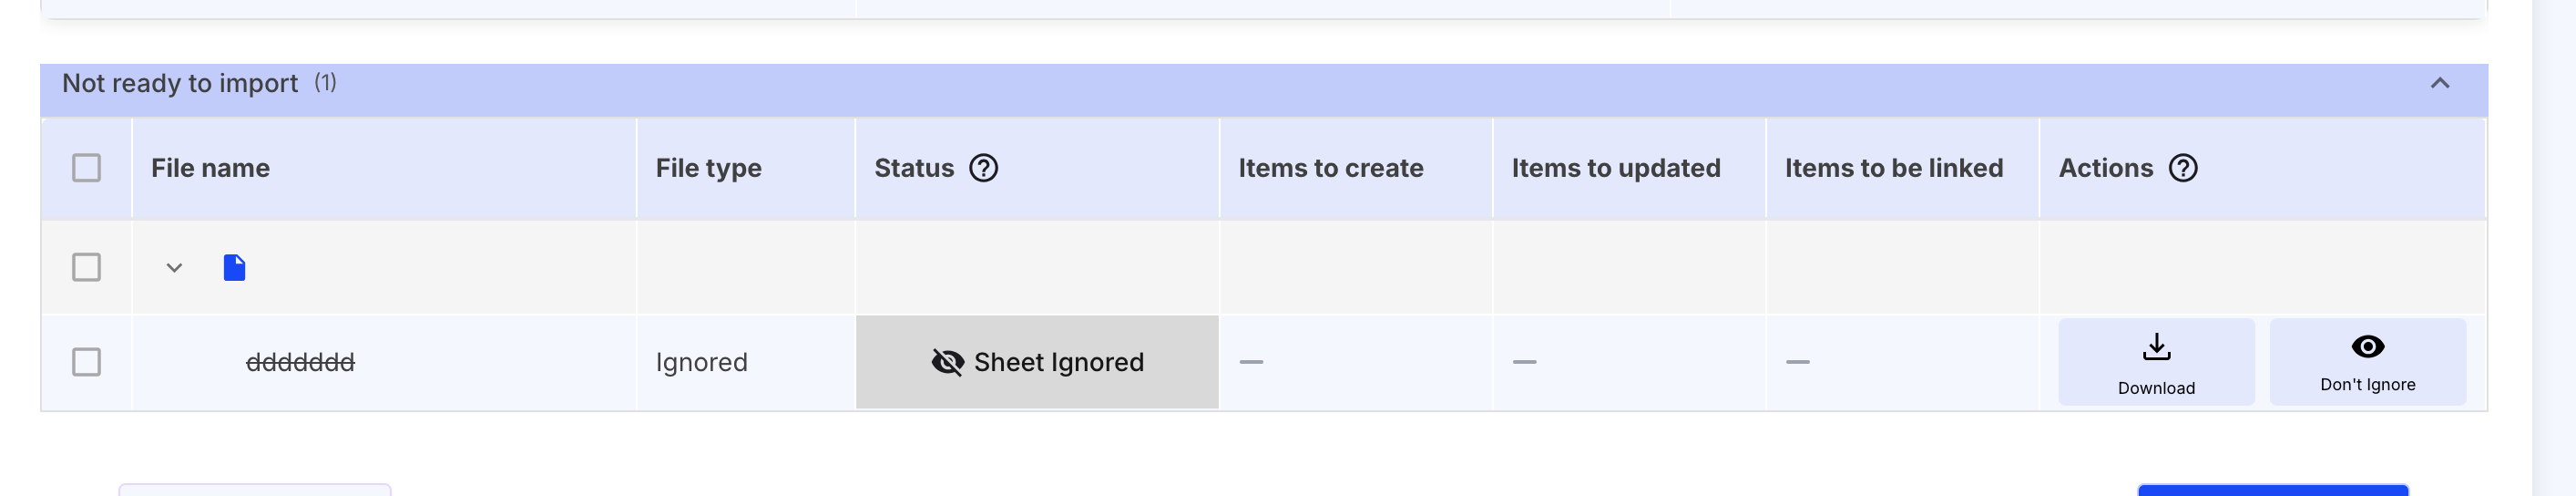 Not ready to import (1)
File name File type Status Items to create Items to updated Items to be linked Actions
ddddddd Ignored Sheet Ignored — — — Download Don't Ignore